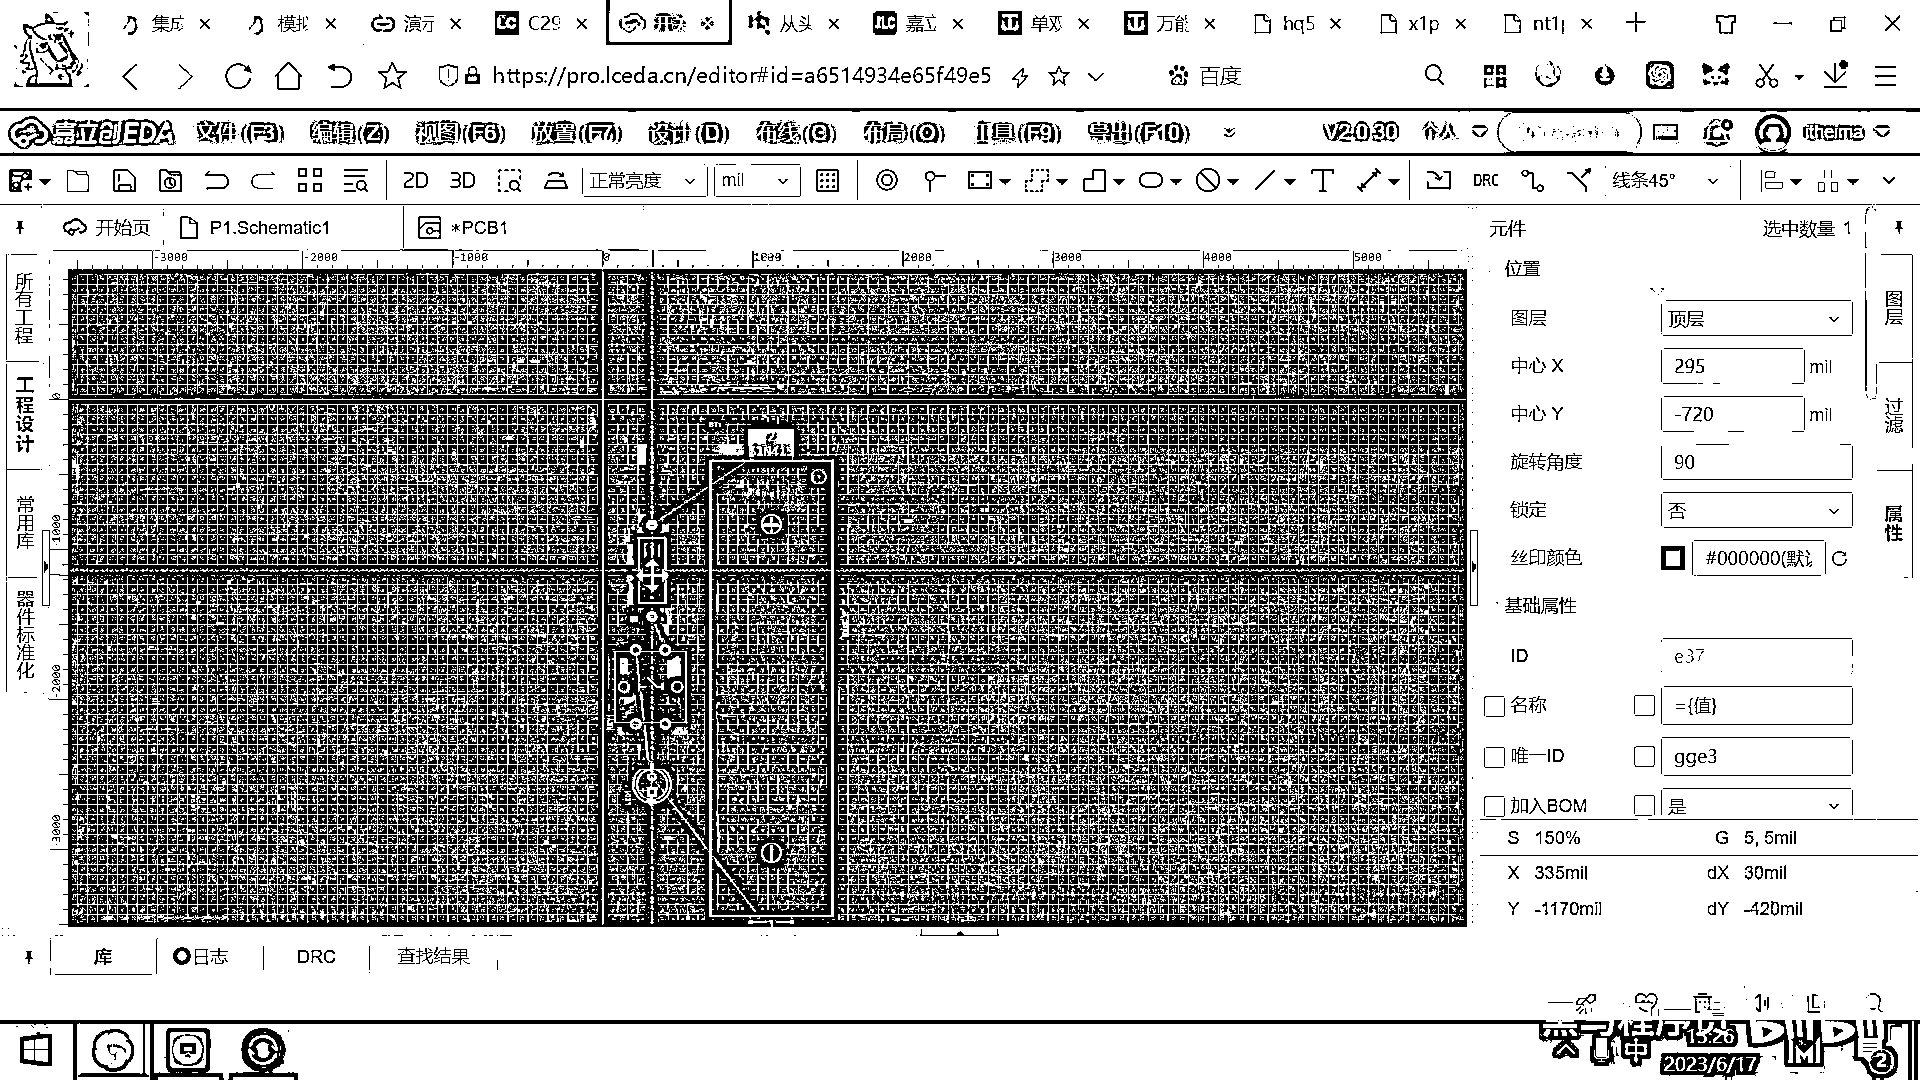 集成 模拟 演示 C29 从头 嘉立 单双 万能 hq5 x1p nt1p
https://pro.lceda.cn/editor#id=a6514934e65f49e5 百度
嘉立创EDA 文件(F3) 编辑(Z) 视图(F6) 放置(F7) 设计(D) 布线(G) 布局(O) 工具(F9) 导出(F10) V2.0.30 个人 itheima
2D 3D 正常亮度 mil T DRC 线条45°
开始页 P1.Schematic1 *PCB1
元件 选中数量 1
-3000 -2000 -1000 0 1000 2000 3000 4000 5000
0 -1000 -2000 -3000
所有工程
工程设计
常用库
器件标准化
位置
图层 顶层
中心 X 295 mil
中心 Y -720 mil
旋转角度 90
锁定 否
丝印颜色 #000000(默认
基础属性
ID e37
名称 ={值}
唯一ID gge3
加入BOM 是
S 150% G 5, 5mil
X 335mil dX 30mil
Y -1170mil dY -420mil
图层
过滤
属性
库 日志 DRC 查找结果
中 15:26
2023/6/17 2